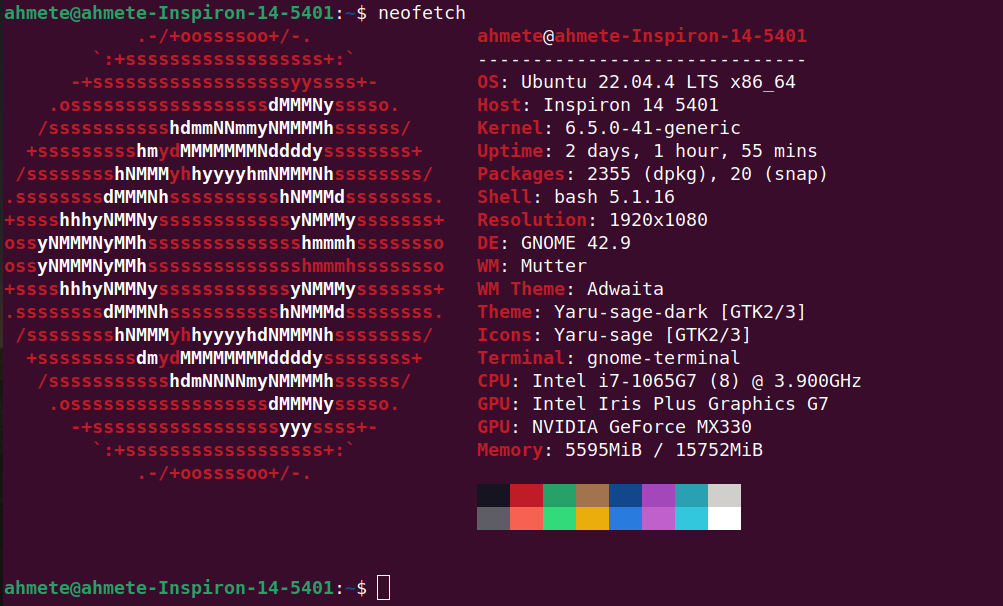 ahmete@ahmete-Inspiron-14-5401:~$ neofetch
            .-/+oossssoo+/-.               ahmete@ahmete-Inspiron-14-5401
        `:+ssssssssssssssssss+:`           ------------------------------
      -+ssssssssssssssssssyyssss+-         OS: Ubuntu 22.04.4 LTS x86_64
    .ossssssssssssssssssdMMMNysssso.       Host: Inspiron 14 5401
   /ssssssssssshdmmNNmmyNMMMMhssssss/      Kernel: 6.5.0-41-generic
  +ssssssssshmydMMMMMMMNddddyssssssss+     Uptime: 2 days, 1 hour, 55 mins
 /sssssssshNMMMyhhyyyyhmNMMMNhssssssss/    Packages: 2355 (dpkg), 20 (snap)
.ssssssssdMMMNhsssssssssshNMMMdssssssss.   Shell: bash 5.1.16
+sssshhhyNMMNyssssssssssssyNMMMysssssss+   Resolution: 1920x1080
ossyNMMMNyMMhsssssssssssssshmmmhssssssso   DE: GNOME 42.9
ossyNMMMNyMMhsssssssssssssshmmmhssssssso   WM: Mutter
+sssshhhyNMMNyssssssssssssyNMMMysssssss+   WM Theme: Adwaita
.ssssssssdMMMNhsssssssssshNMMMdssssssss.   Theme: Yaru-sage-dark [GTK2/3]
 /sssssssshNMMMyhhyyyyhdNMMMNhssssssss/    Icons: Yaru-sage [GTK2/3]
  +sssssssssdmydMMMMMMMMddddyssssssss+     Terminal: gnome-terminal
   /ssssssssssshdmNNNNmyNMMMMhssssss/      CPU: Intel i7-1065G7 (8) @ 3.900GHz
    .ossssssssssssssssssdMMMNysssso.       GPU: Intel Iris Plus Graphics G7
      -+sssssssssssssssssyyyssss+-         GPU: NVIDIA GeForce MX330
        `:+ssssssssssssssssss+:`           Memory: 5595MiB / 15752MiB
            .-/+oossssoo+/-.
ahmete@ahmete-Inspiron-14-5401:~$